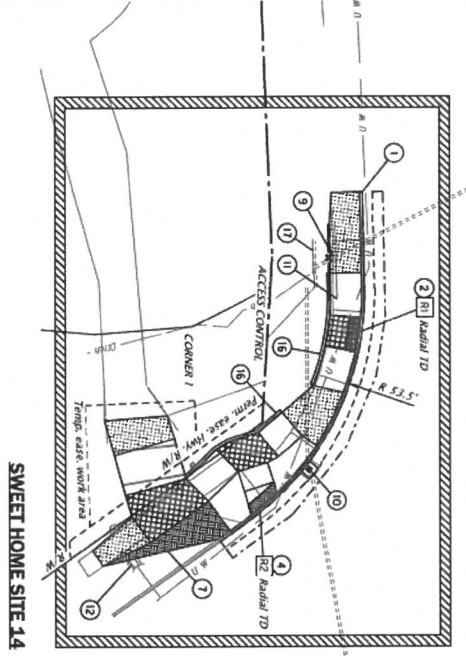 M n
1
9
17
11
2 R1 Radial TD
R 53.5'
ACCESS CONTROL
16
Ditch
CORNER 1
16
Perm. ease. Hwy. R/W
Temp. ease. work area
10
4
R2 Radial TD
7
12
R/W
SWEET HOME SITE 14